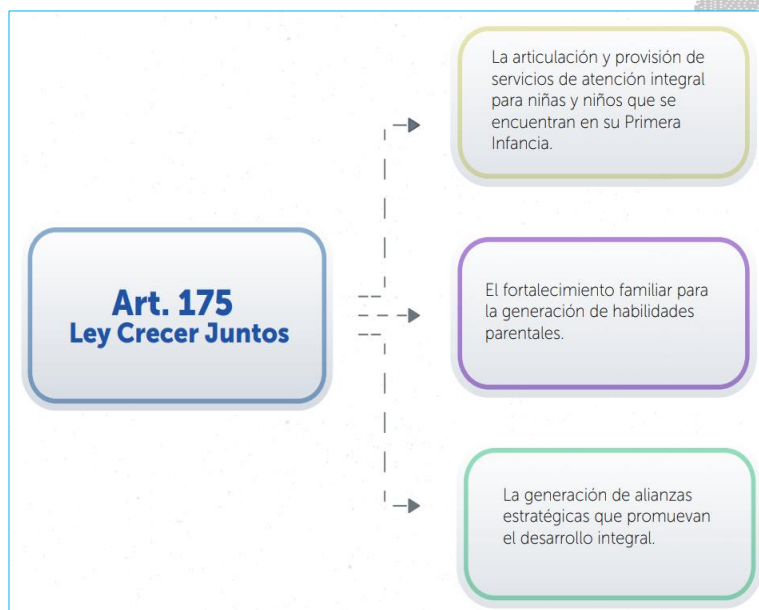 La articulación y provisión de
servicios de atención integral
para niñas y niños que se
encuentran en su Primera
Infancia.
Art. 175
Ley Crecer Juntos
El fortalecimiento familiar para
la generación de habilidades
parentales.
La generación de alianzas
estratégicas que promuevan
el desarrollo integral.